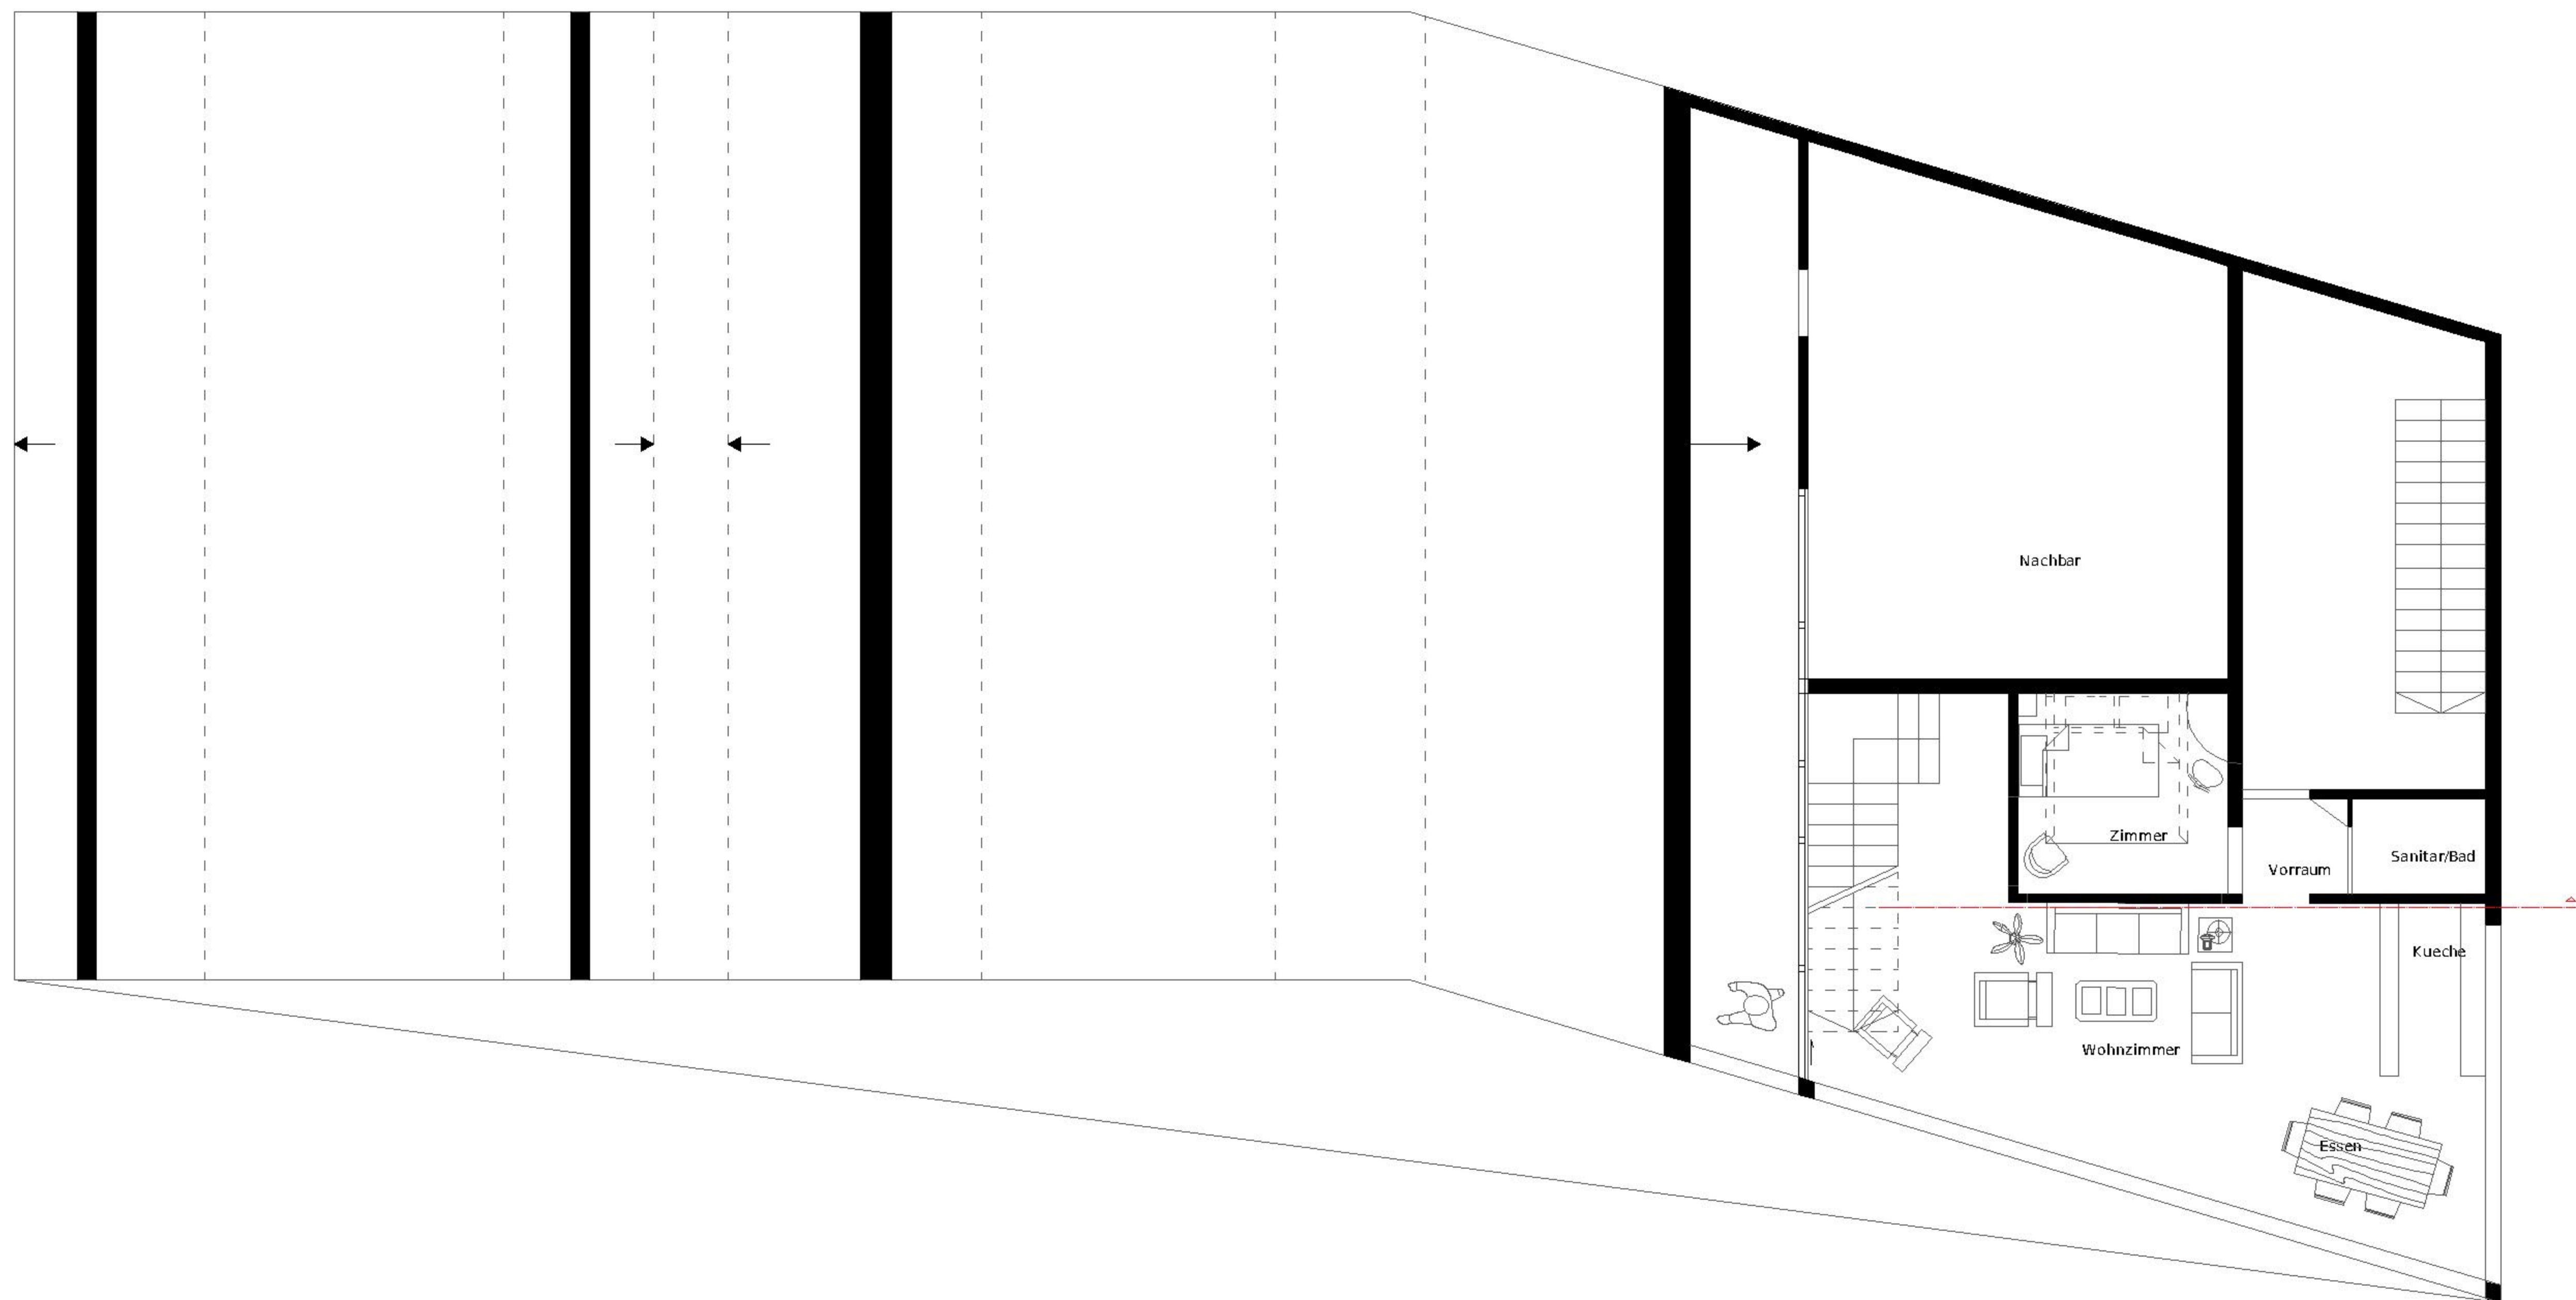 Nachbar
Zimmer
Sanitar/Bad
Vorraum
Kueche
Wohnzimmer
Essen